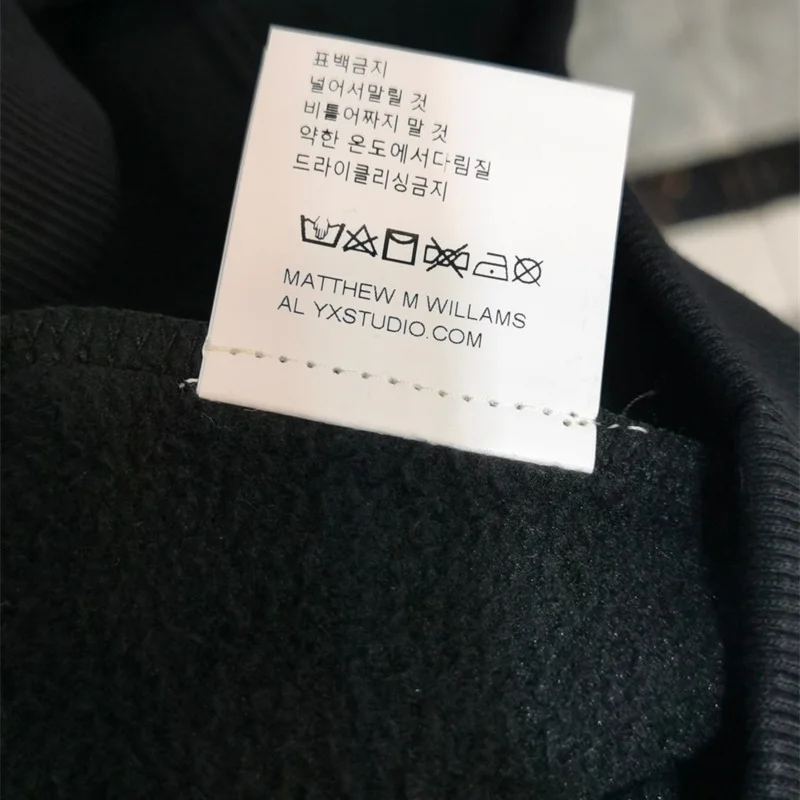 표백금지
널어서말릴 것
비틀어짜지 말 것
약한 온도에서다림질
드라이클리싱금지
MATTHEW M WILLAMS
AL YXSTUDIO.COM